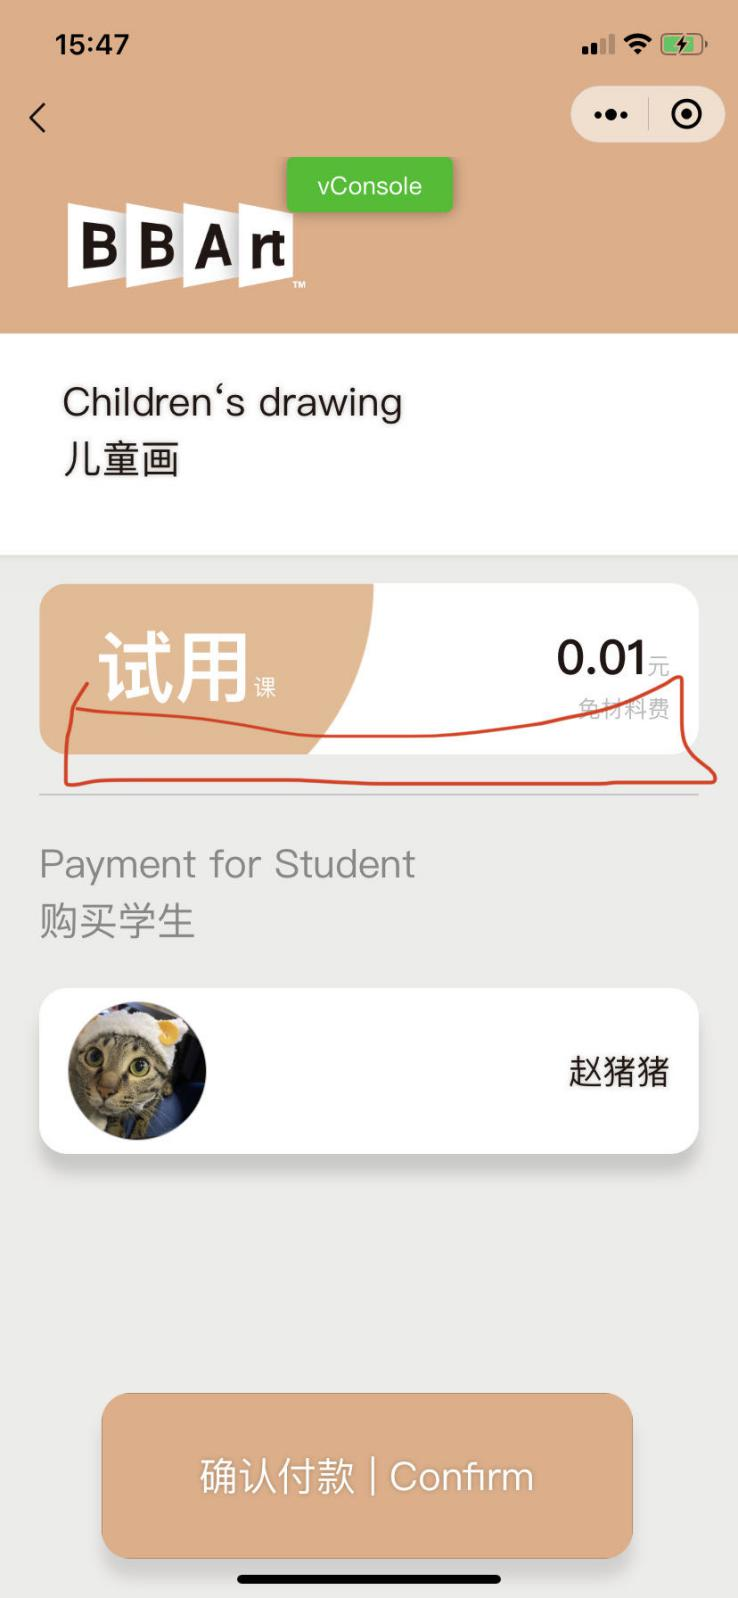 15:47
vConsole
BBArt
TM
Children‘s drawing
儿童画
试用课
0.01元
免材料费
Payment for Student
购买学生
赵猪猪
确认付款 | Confirm